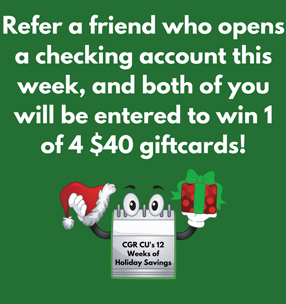 Refer a friend who opens
a checking account this
week, and both of you
will be entered to win 1
of 4 $40 giftcards!
CGR CU's 12
Weeks of
Holiday Savings